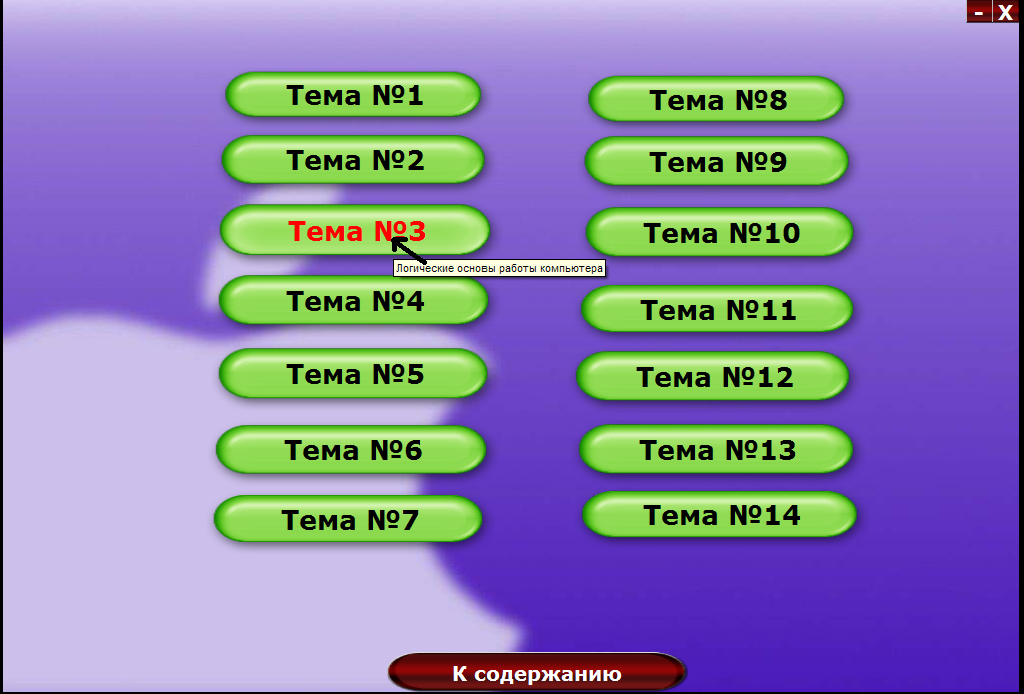 - X
Тема №1
Тема №2
Тема №3
Логические основы работы компьютера
Тема №4
Тема №5
Тема №6
Тема №7
Тема №8
Тема №9
Тема №10
Тема №11
Тема №12
Тема №13
Тема №14
К содержанию